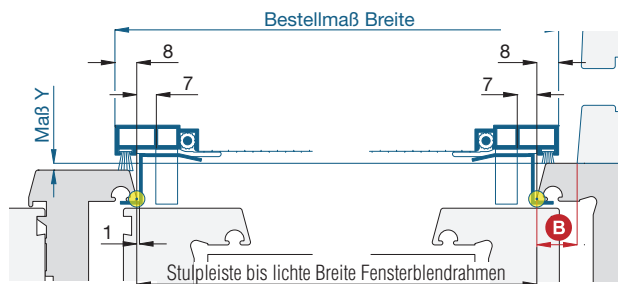 Bestellmaß Breite
8
8
7
7
Maß Y
B
1
Stulpleiste bis lichte Breite Fensterblendrahmen